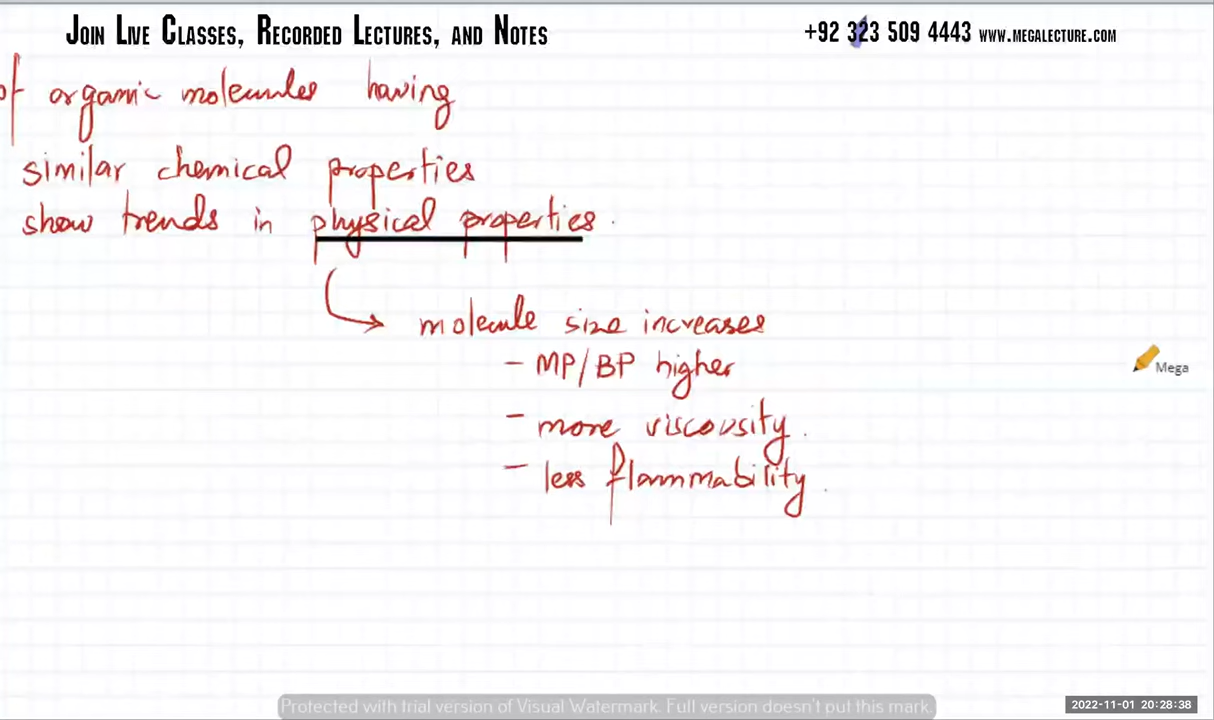 JOIN LIVE CLASSES, RECORDED LECTURES, AND NOTES
+92 323 509 4443 WWW.MEGALECTURE.COM
of organic molecules having
similar chemical properties
show trends in physical properties.
molecule size increases
- MP/BP higher
- more viscovsity.
- less flammability.
Mega
Protected with trial version of Visual Watermark. Full version doesn't put this mark.
2022-11-01 20:28:38